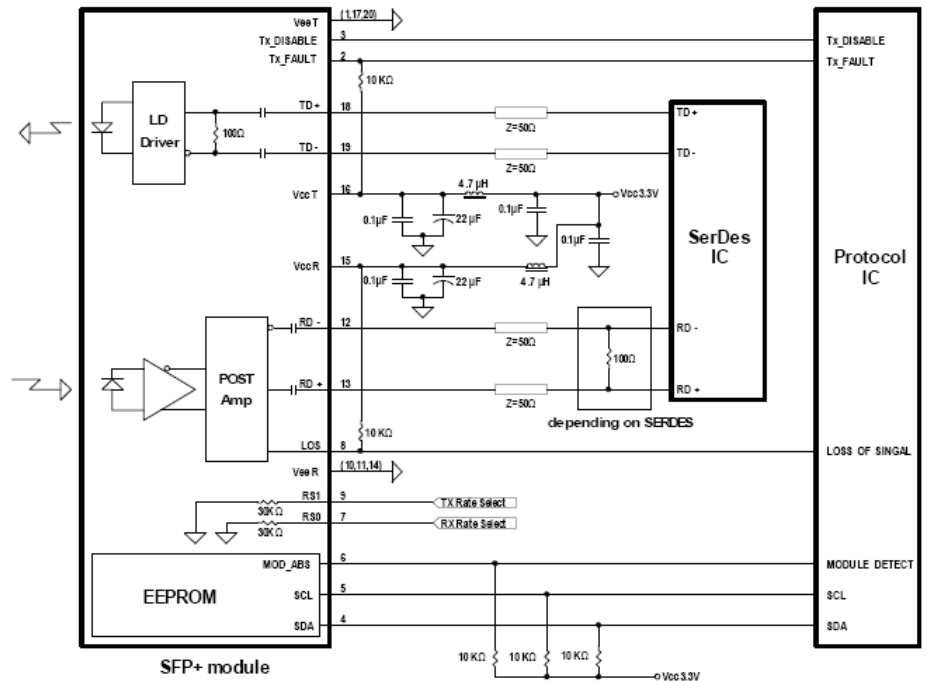 VeeT
(1,17,20)
Tx_DISABLE
3
Tx_DISABLE
Tx_FAULT
2
Tx_FAULT
10 KΩ
LD
Driver
100Ω
TD+
18
Z=50Ω
TD+
TD-
19
Z=50Ω
TD-
VccT
16
4.7 µH
Vcc3.3V
0.1µF
22 µF
0.1µF
0.1µF
SerDes
IC
Protocol
IC
VccR
15
0.1µF
22 µF
4.7 µH
RD -
12
Z=50Ω
RD -
100Ω
POST
Amp
RD +
13
Z=50Ω
RD +
depending on SERDES
10 KΩ
LOS
8
LOSS OF SINGAL
VeeR
(10,11,14)
RS1
9
TX Rate Select
30KΩ
RS0
7
RX Rate Select
30KΩ
MOD_ABS
6
MODULE DETECT
EEPROM
SCL
5
SCL
SDA
4
SDA
10 KΩ
10 KΩ
10 KΩ
Vcc3.3V
SFP+ module